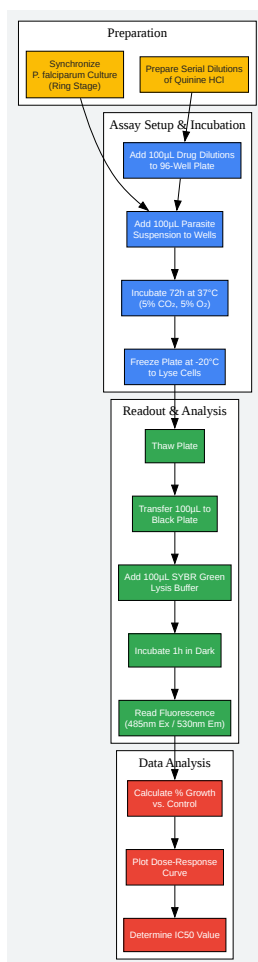 Preparation
Synchronize
P. falciparum Culture
(Ring Stage)
Prepare Serial Dilutions
of Quinine HCl
Assay Setup & Incubation
Add 100µL Drug Dilutions
to 96-Well Plate
Add 100µL Parasite
Suspension to Wells
Incubate 72h at 37°C
(5% CO₂, 5% O₂)
Freeze Plate at -20°C
to Lyse Cells
Readout & Analysis
Thaw Plate
Transfer 100µL to
Black Plate
Add 100µL SYBR Green
Lysis Buffer
Incubate 1h in Dark
Read Fluorescence
(485nm Ex / 530nm Em)
Data Analysis
Calculate % Growth
vs. Control
Plot Dose-Response
Curve
Determine IC50 Value